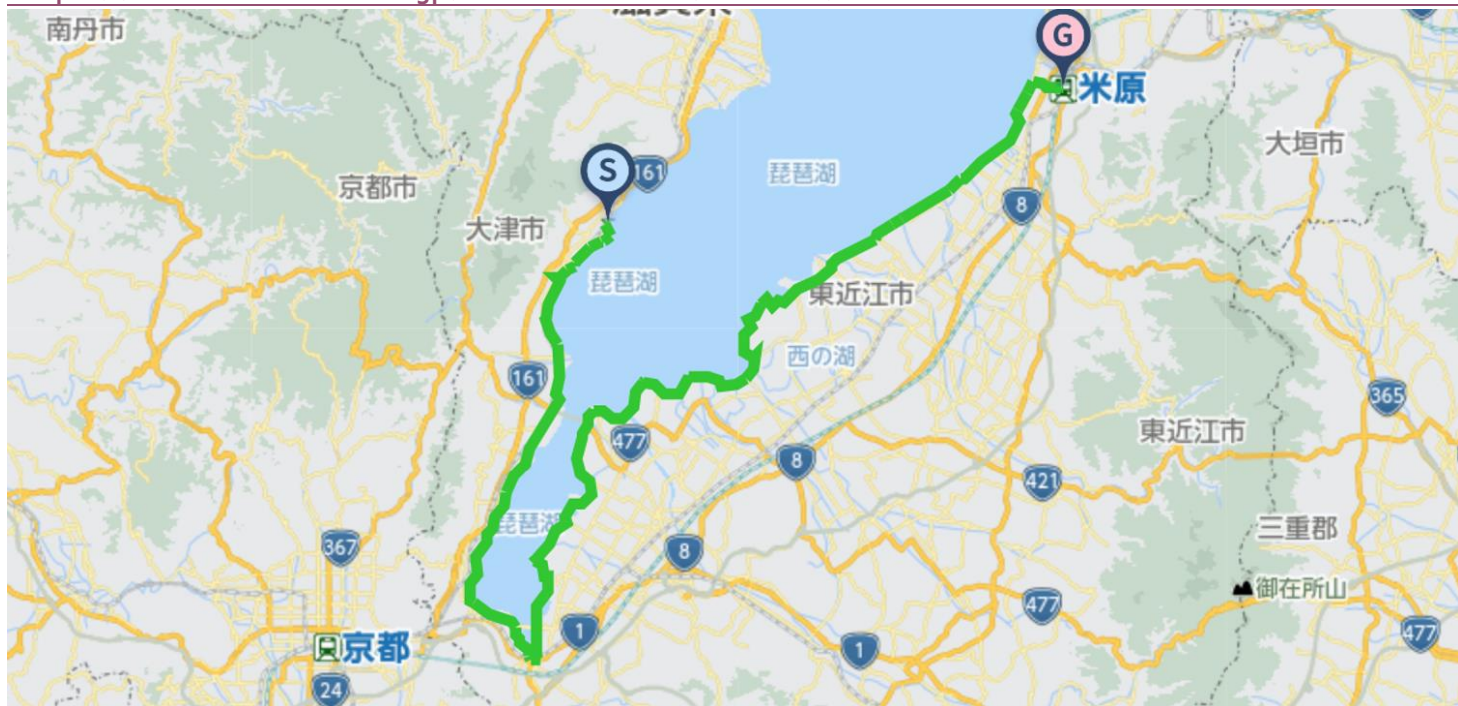 南丹市
G
米原
大垣市
S
161
琵琶湖
京都市
8
大津市
琵琶湖
東近江市
西の湖
161
365
477
東近江市
8
421
琵琶湖
三重郡
367
8
御在所山
477
1
477
京都
1
24